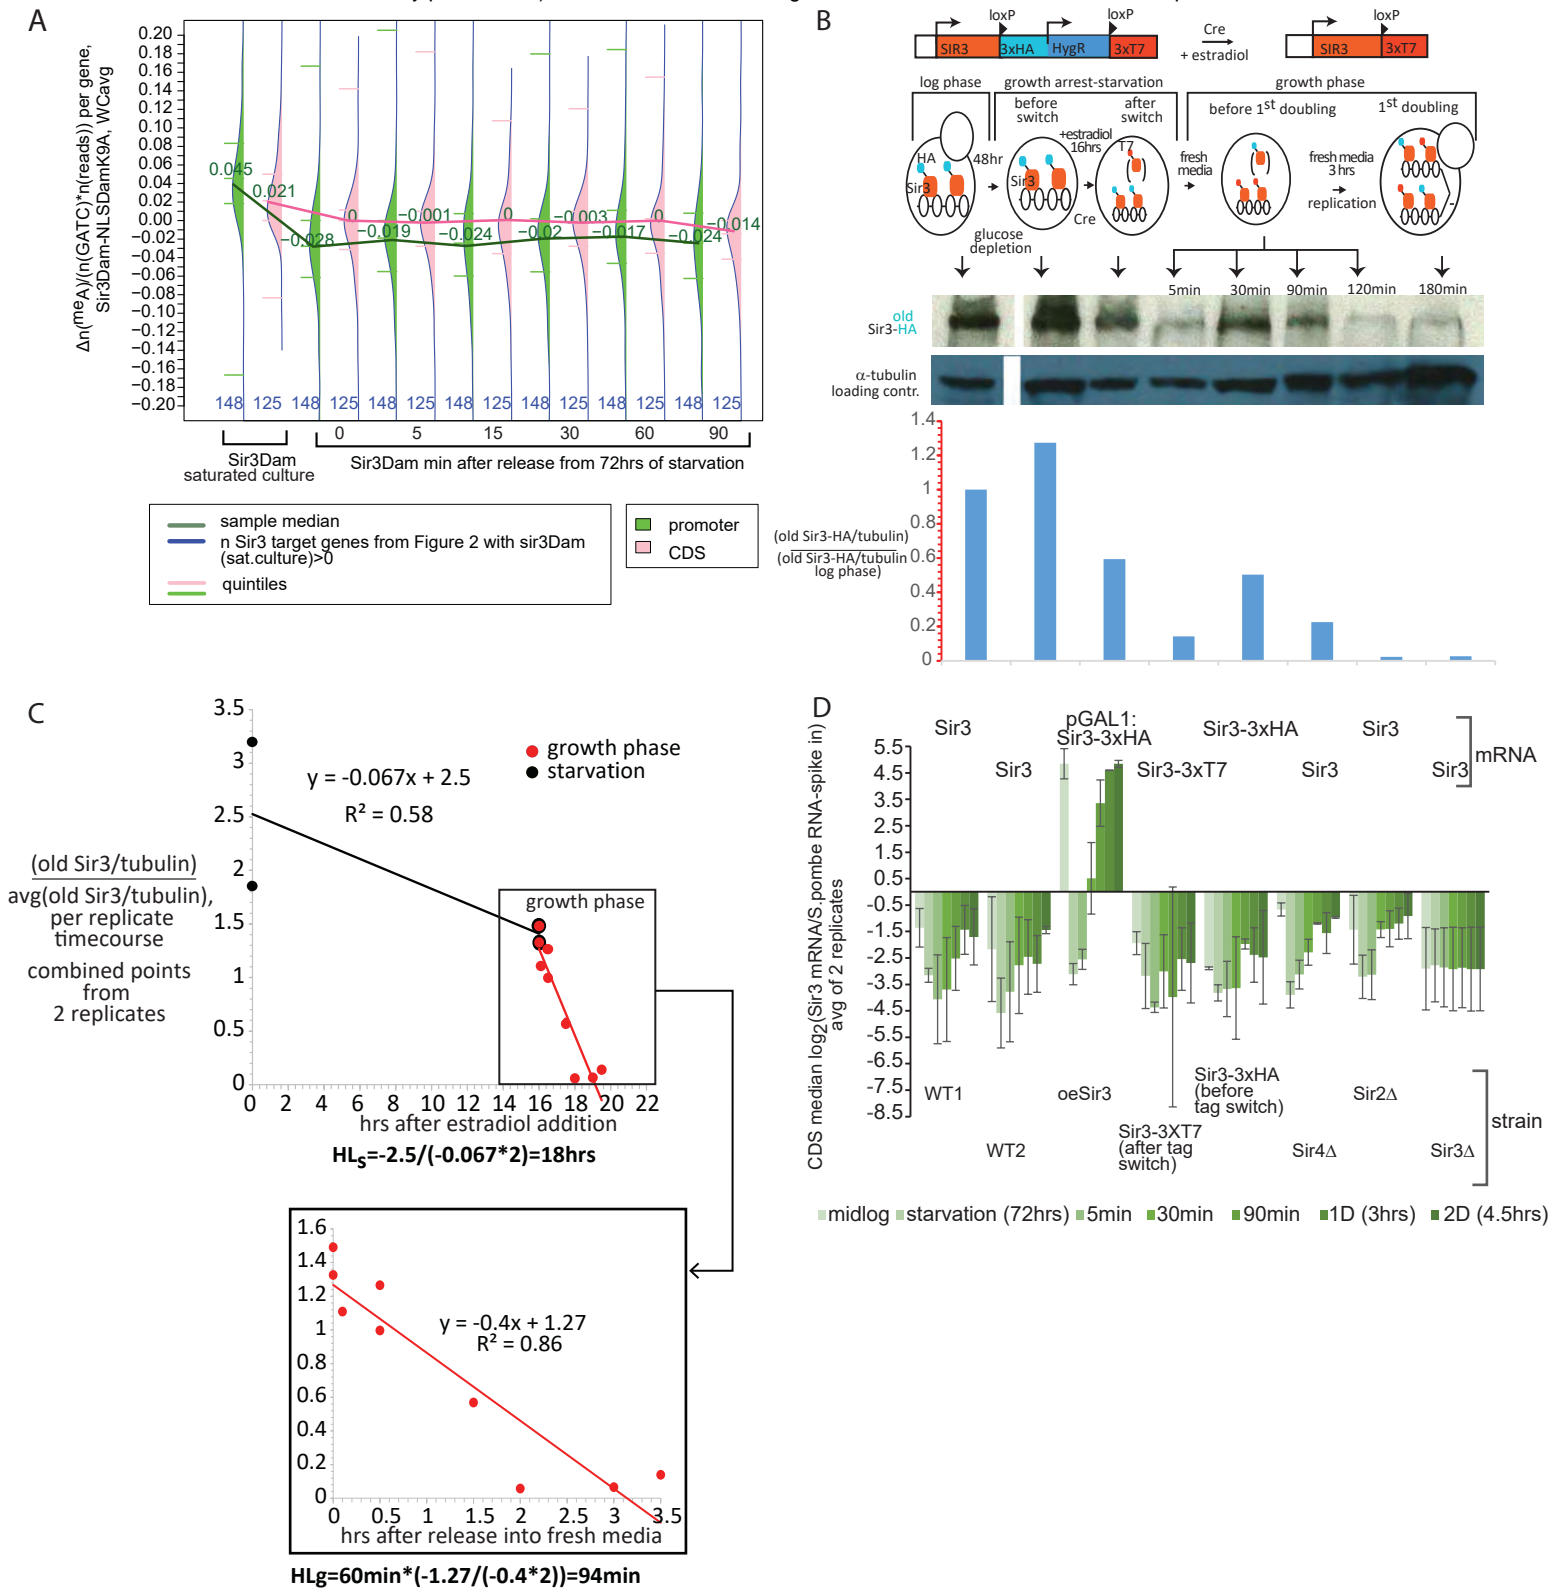 A
Δn(meA)/(n(GATC)*n(reads)) per gene,
Sir3Dam-NLSDamK9A, WCavg
0.20
0.18
0.16
0.14
0.12
0.10
0.08
0.06
0.04
0.02
0.00
−0.02
−0.04
−0.06
−0.08
−0.10
−0.12
−0.14
−0.16
−0.18
−0.20
0.045
0.021
−0.028
0
−0.019
−0.001
−0.024
0
−0.02
−0.003
−0.017
0
−0.024
−0.014
148 125 148 125 148 125 148 125 148 125 148 125 148 125
0 5 15 30 60 90
Sir3Dam
saturated culture
Sir3Dam min after release from 72hrs of starvation
sample median
n Sir3 target genes from Figure 2 with sir3Dam
(sat.culture)>0
quintiles
promoter
CDS
B
loxP loxP
SIR3 3xHA HygR 3xT7
Cre
+ estradiol
loxP
SIR3 3xT7
log phase
growth arrest-starvation
growth phase
before
switch
after
switch
before 1st doubling
1st doubling
HA
Sir3
48hr
glucose
depletion
Sir3
+estradiol
16hrs
Cre
T7
fresh
media
fresh media
3 hrs
replication
5min 30min 90min 120min 180min
old
Sir3-HA
α-tubulin
loading contr.
(old Sir3-HA/tubulin)
(old Sir3-HA/tubulin
log phase)
1.4
1.2
1
0.8
0.6
0.4
0.2
0
C
(old Sir3/tubulin)
avg(old Sir3/tubulin),
per replicate
timecourse
combined points
from
2 replicates
3.5
3
2.5
2
1.5
1
0.5
0
growth phase
starvation
y = -0.067x + 2.5
R² = 0.58
growth phase
0 2 4 6 8 10 12 14 16 18 20 22
hrs after estradiol addition
HLS=-2.5/(-0.067*2)=18hrs
1.6
1.4
1.2
1
0.8
0.6
0.4
0.2
0
y = -0.4x + 1.27
R² = 0.86
0 0.5 1 1.5 2 2.5 3 3.5
hrs after release into fresh media
HLg=60min*(-1.27/(-0.4*2))=94min
D
CDS median log2(Sir3 mRNA/S.pombe RNA-spike in)
avg of 2 replicates
5.5
4.5
3.5
2.5
1.5
0.5
-0.5
-1.5
-2.5
-3.5
-4.5
-5.5
-6.5
-7.5
-8.5
Sir3
Sir3
pGAL1:
Sir3-3xHA
Sir3-3xT7
Sir3-3xHA
Sir3
Sir3
Sir3
mRNA
WT1
WT2
oeSir3
Sir3-3XT7
(after tag
switch)
Sir3-3xHA
(before
tag switch)
Sir4Δ
Sir2Δ
Sir3Δ
strain
midlog starvation (72hrs) 5min 30min 90min 1D (3hrs) 2D (4.5hrs)